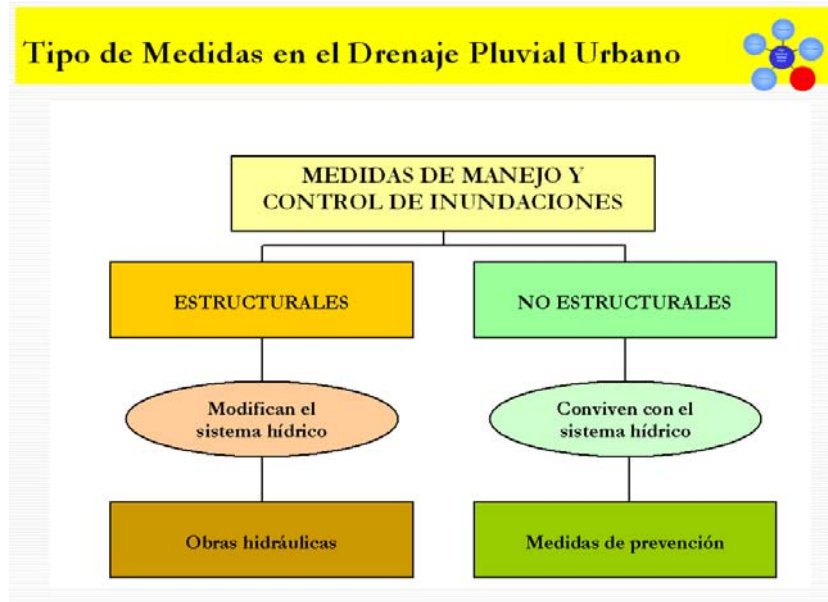 Tipo de Medidas en el Drenaje Pluvial Urbano
MEDIDAS DE MANEJO Y
CONTROL DE INUNDACIONES
ESTRUCTURALES
NO ESTRUCTURALES
Modifican el
sistema hídrico
Conviven con el
sistema hídrico
Obras hidráulicas
Medidas de prevención